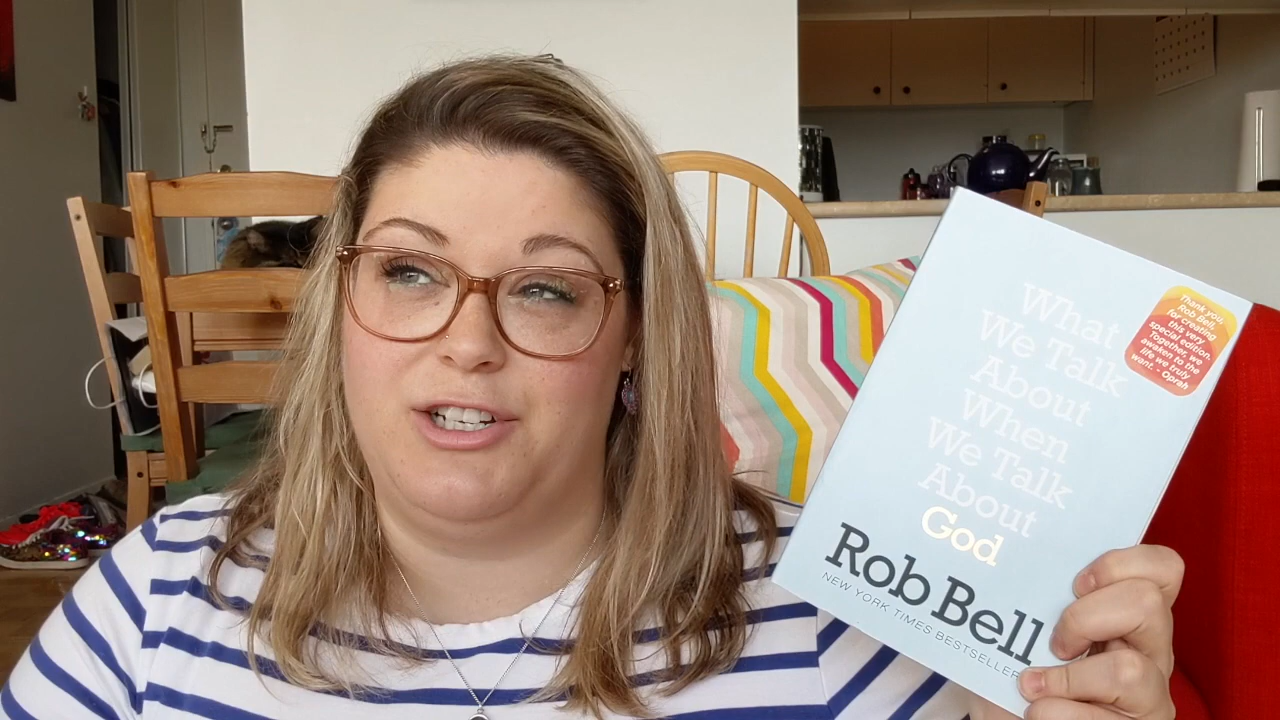 What
We Talk
About
When
We Talk
About
God
Rob Bell
NEW YORK TIMES BESTSELLER
Thank you,
Rob Bell,
for creating
this very
special edition.
Together, we
awaken to the
life we truly
want. - Oprah